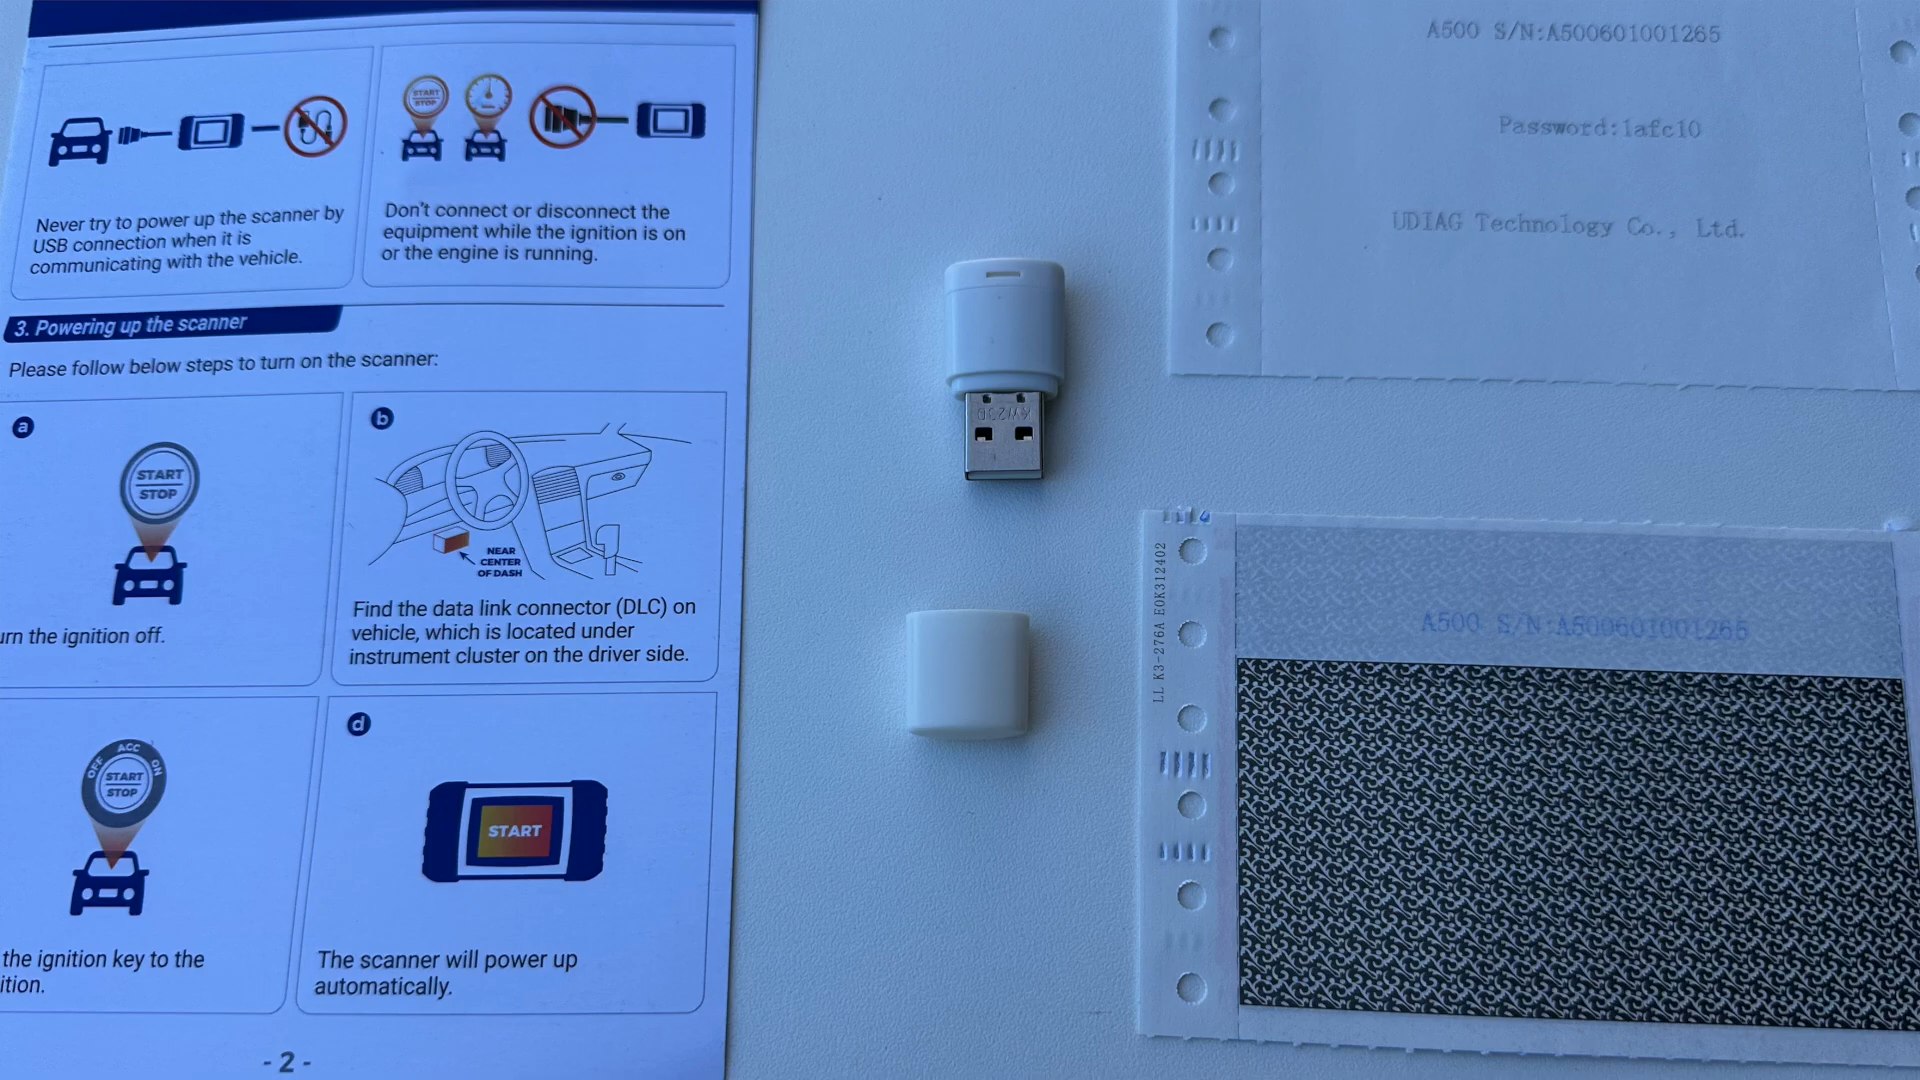 START
STOP
Never try to power up the scanner by
USB connection when it is
communicating with the vehicle.
Don't connect or disconnect the
equipment while the ignition is on
or the engine is running.
3. Powering up the scanner
Please follow below steps to turn on the scanner:
a
START
STOP
urn the ignition off.
b
NEAR
CENTER
OF DASH
Find the data link connector (DLC) on
vehicle, which is located under
instrument cluster on the driver side.
OFF ACC ON
START
STOP
the ignition key to the
ition.
d
START
The scanner will power up
automatically.
- 2 -
KW23D
A500 S/N:A500601001265
Password:1afc10
UDIAG Technology Co., Ltd.
LL K3-276A E0K312402
A500 S/N:A500601001265